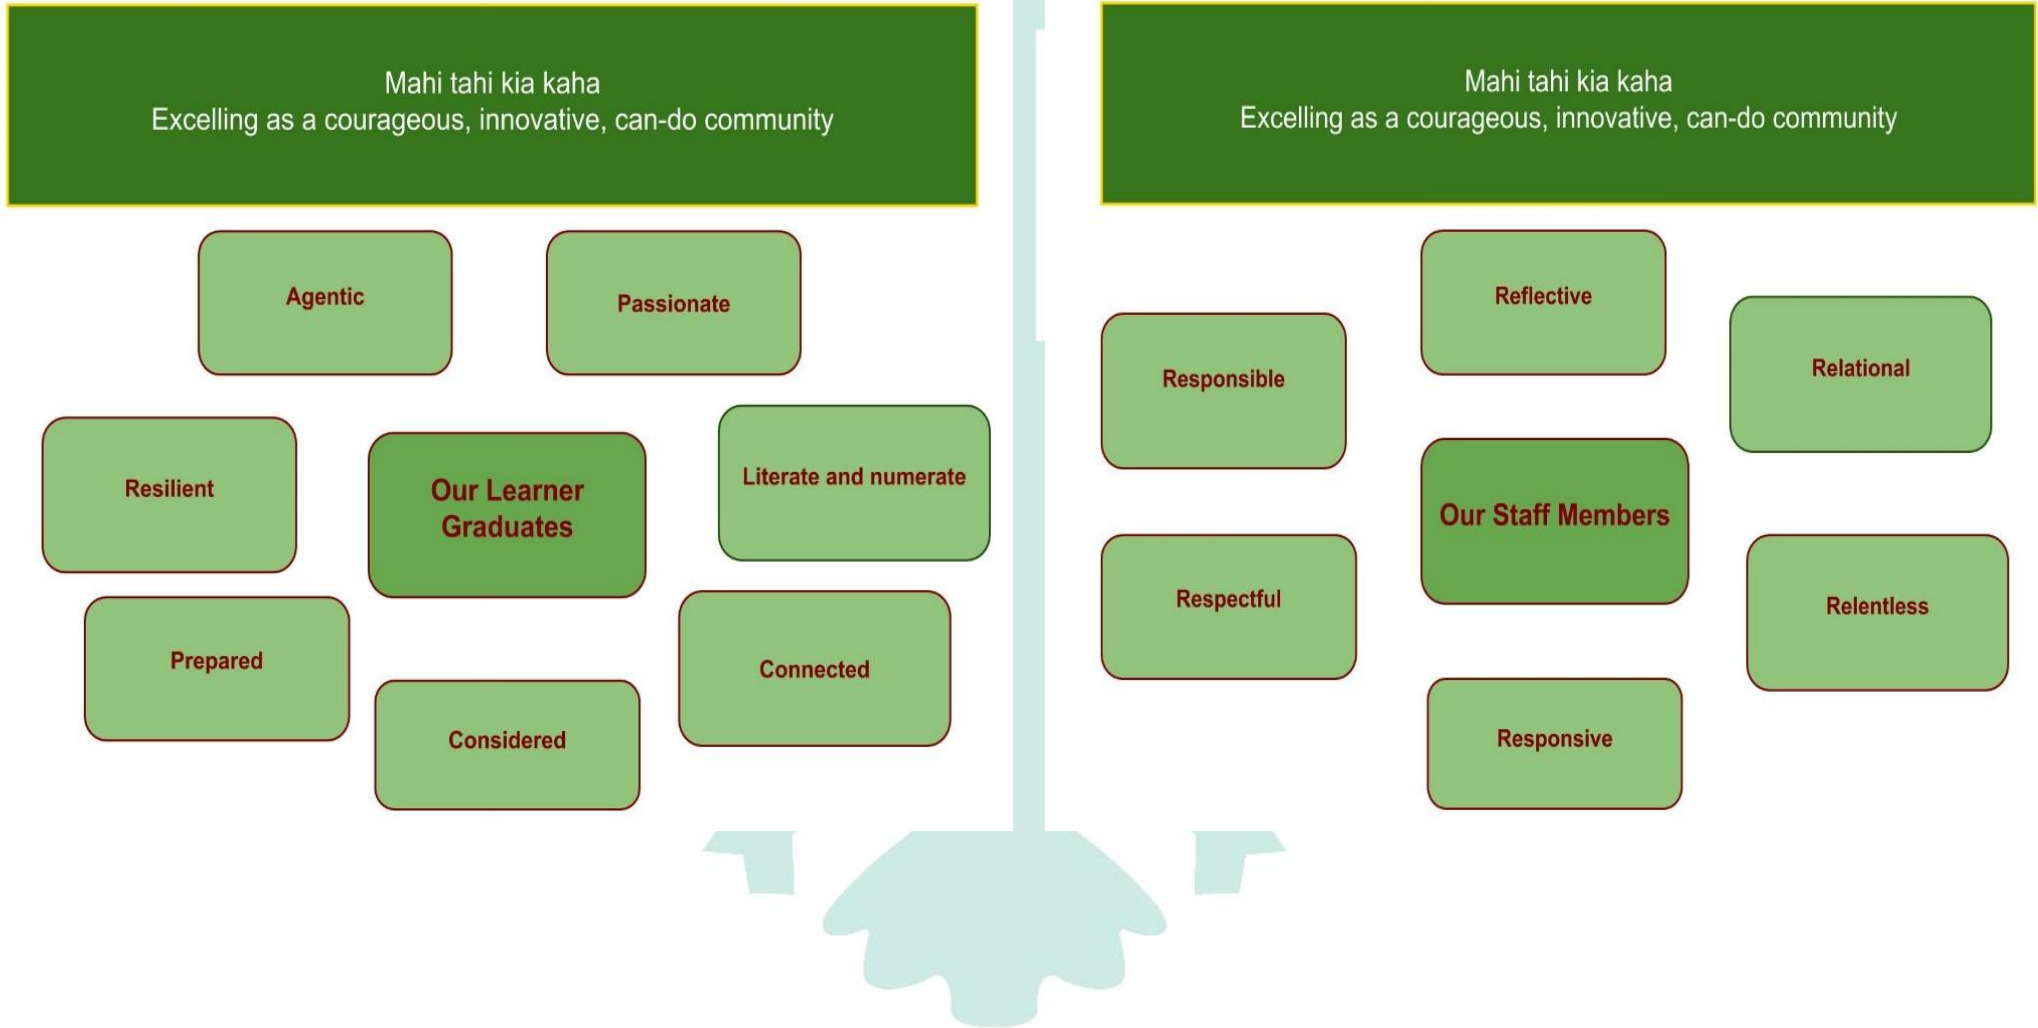 Mahi tahi kia kaha
Excelling as a courageous, innovative, can-do community
Agentic
Passionate
Resilient
Our Learner
Graduates
Literate and numerate
Prepared
Considered
Connected
Mahi tahi kia kaha
Excelling as a courageous, innovative, can-do community
Reflective
Responsible
Relational
Our Staff Members
Respectful
Relentless
Responsive